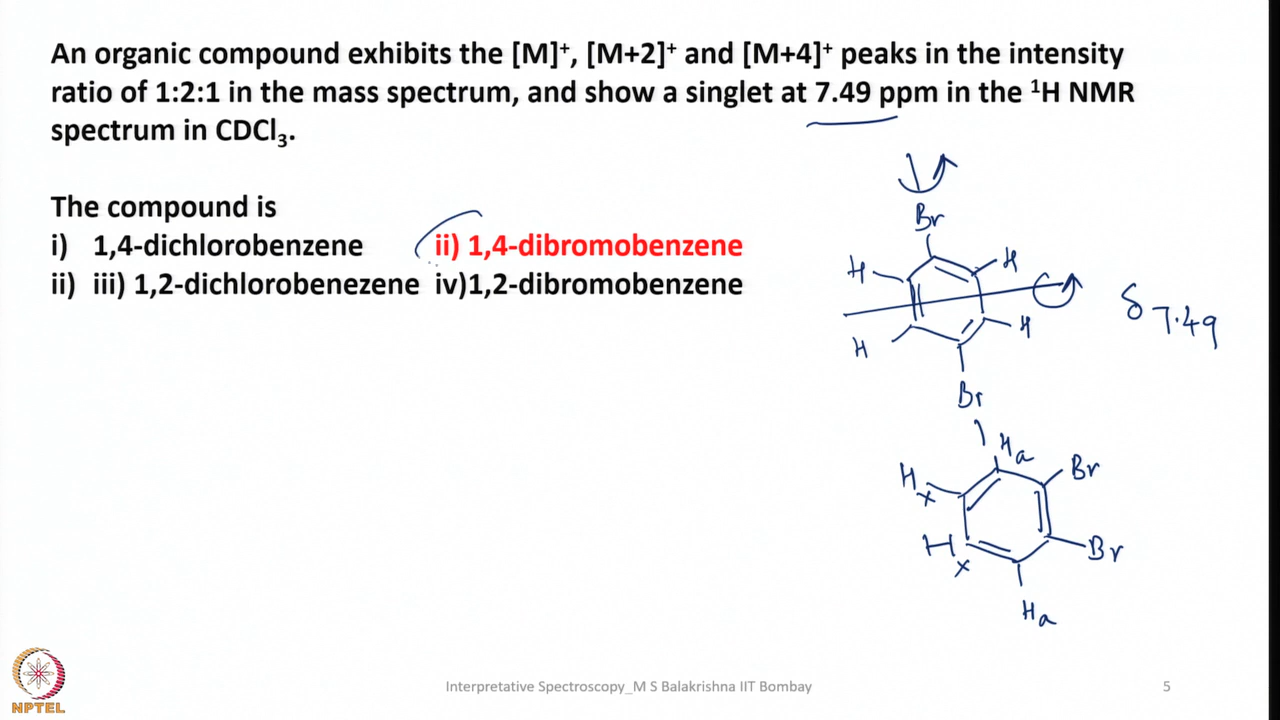 An organic compound exhibits the [M]⁺, [M+2]⁺ and [M+4]⁺ peaks in the intensity
ratio of 1:2:1 in the mass spectrum, and show a singlet at 7.49 ppm in the ¹H NMR
spectrum in CDCl₃.
The compound is
i) 1,4-dichlorobenzene ii) 1,4-dibromobenzene
ii) iii) 1,2-dichlorobenezene iv)1,2-dibromobenzene
Br
H H
H H
Br
δ 7.49
Hₐ
Hₓ Br
Hₓ Br
Hₐ
NPTEL
Interpretative Spectroscopy_M S Balakrishna IIT Bombay
5